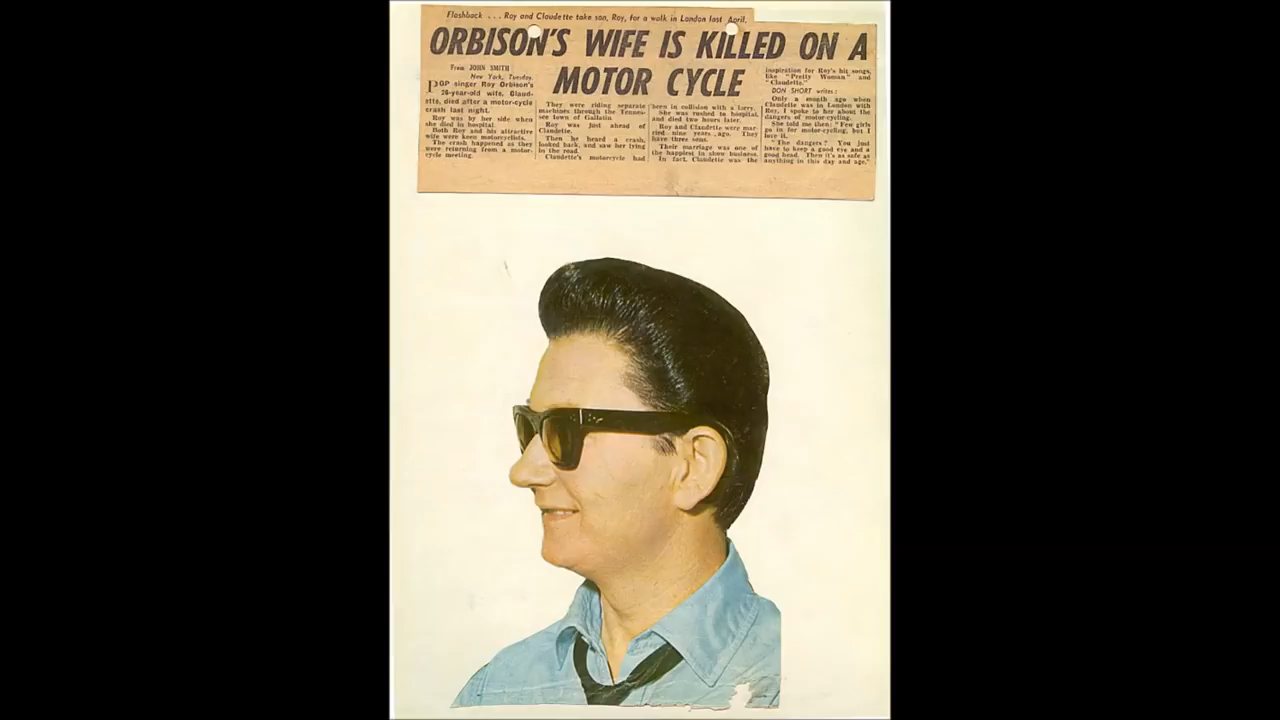 Flashback . . . Roy and Claudette take son, Roy, for a walk in London last April.
ORBISON'S WIFE IS KILLED ON A
MOTOR CYCLE
From JOHN SMITH
New York, Tuesday.
POP singer Roy Orbison's
26-year-old wife, Claud-
ette, died after a motor-cycle
crash last night.
Roy was by her side when
she died in hospital.
Both Roy and his attractive
wife were keen motorcyclists.
The crash happened as they
were returning from a motor-
cycle meeting.
They were riding separate
machines through the Tennes-
see town of Gallatin
Roy was just ahead of
Claudette.
Then he heard a crash,
looked back, and saw her lying
in the road.
Claudette's motorcycle had
been in collision with a lorry.
She was rushed to hospital,
and died two hours later.
Roy and Claudette were mar-
ried nine years ago. They
have three sons.
Their marriage was one of
the happiest in show business.
In fact, Claudette was the
inspiration for Roy's hit songs,
like "Pretty Woman" and
"Claudette."
DON SHORT writes:
Only a month ago when
Claudette was in London with
Roy, I spoke to her about the
dangers of motor-cycling.
She told me then: "Few girls
go in for motor-cycling, but I
love it.
"The dangers? You just
have to keep a good eye and a
good head. Then it's as safe as
anything in this day and age."